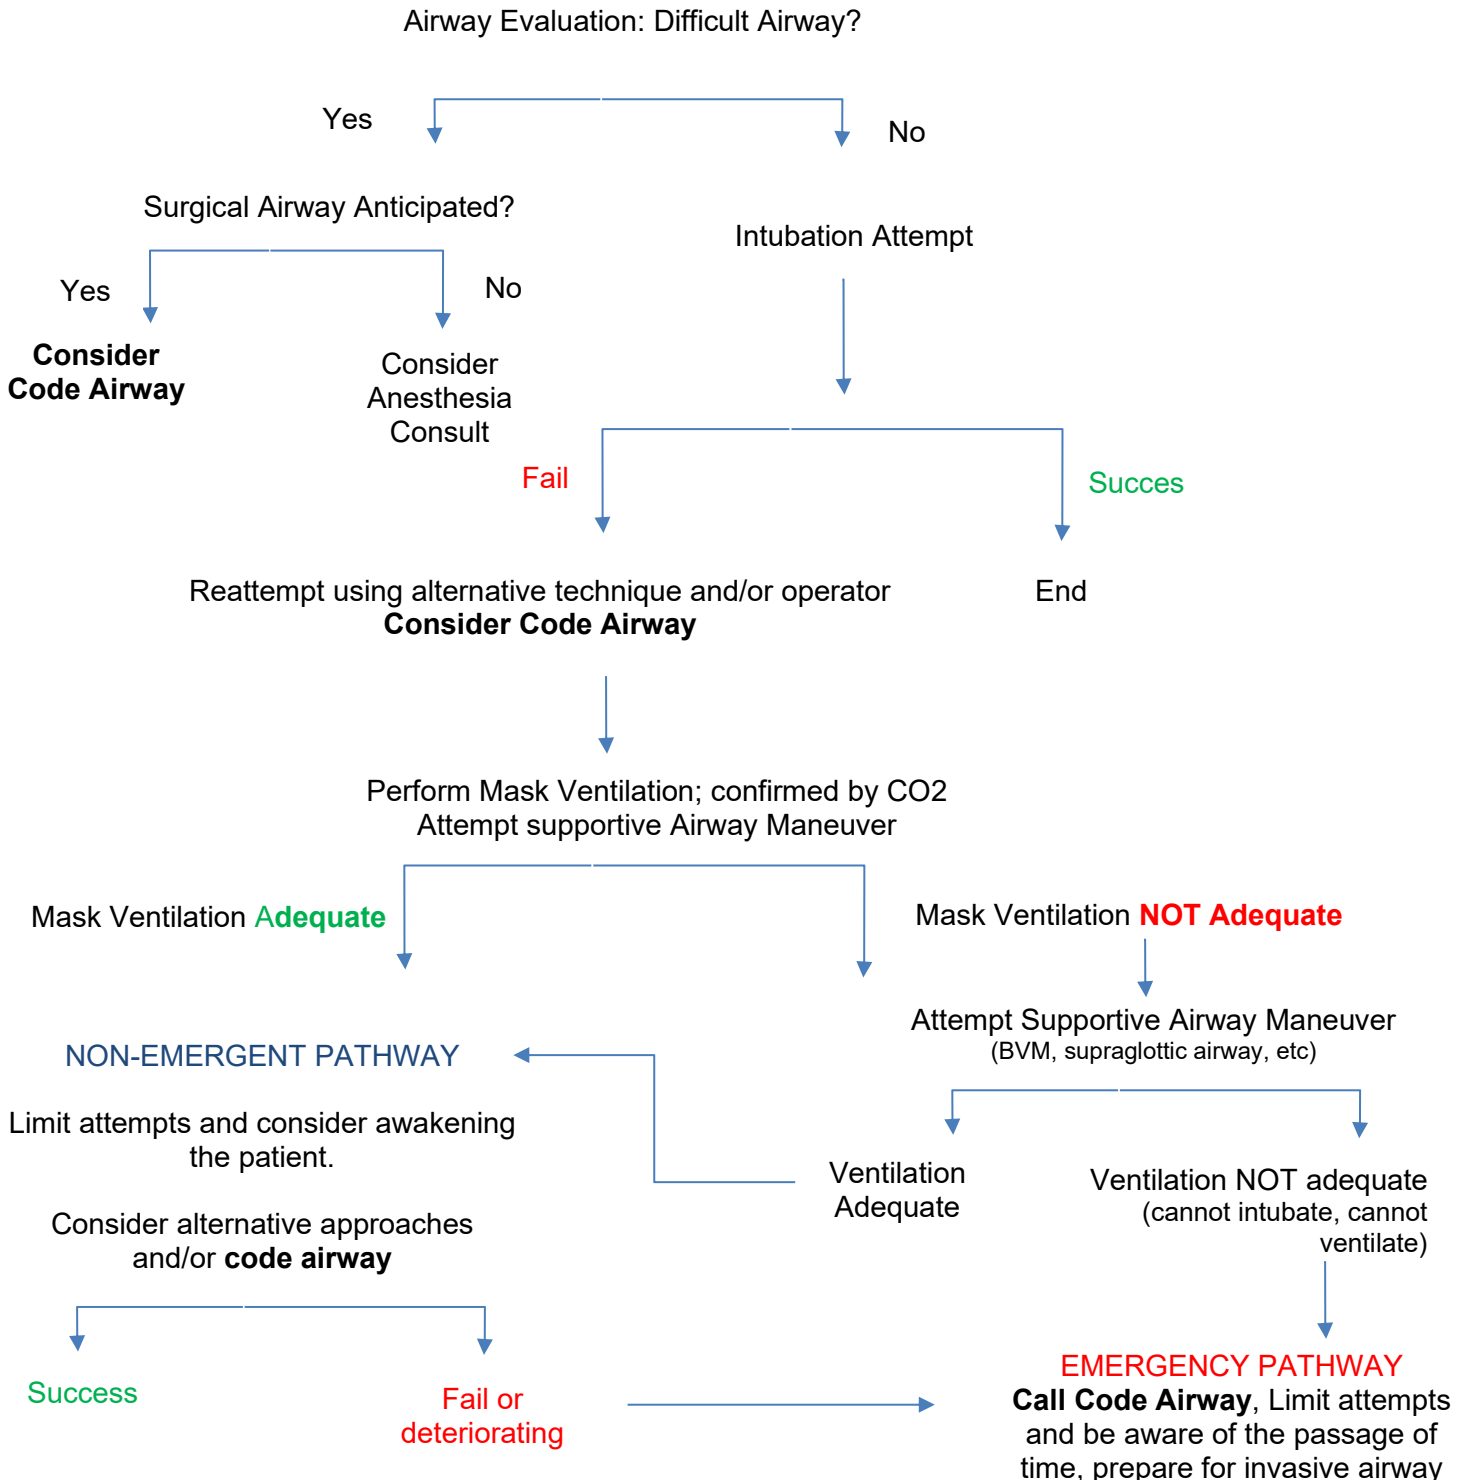 Airway Evaluation: Difficult Airway?
Yes
No
Surgical Airway Anticipated?
Intubation Attempt
Yes
No
Consider
Code Airway
Consider
Anesthesia
Consult
Fail
Succes
Reattempt using alternative technique and/or operator
Consider Code Airway
End
Perform Mask Ventilation; confirmed by CO2
Attempt supportive Airway Maneuver
Mask Ventilation Adequate
Mask Ventilation NOT Adequate
Attempt Supportive Airway Maneuver
(BVM, supraglottic airway, etc)
NON-EMERGENT PATHWAY
Limit attempts and consider awakening
the patient.
Consider alternative approaches
and/or code airway
Ventilation
Adequate
Ventilation NOT adequate
(cannot intubate, cannot
ventilate)
Success
Fail or
deteriorating
EMERGENCY PATHWAY
Call Code Airway, Limit attempts
and be aware of the passage of
time, prepare for invasive airway